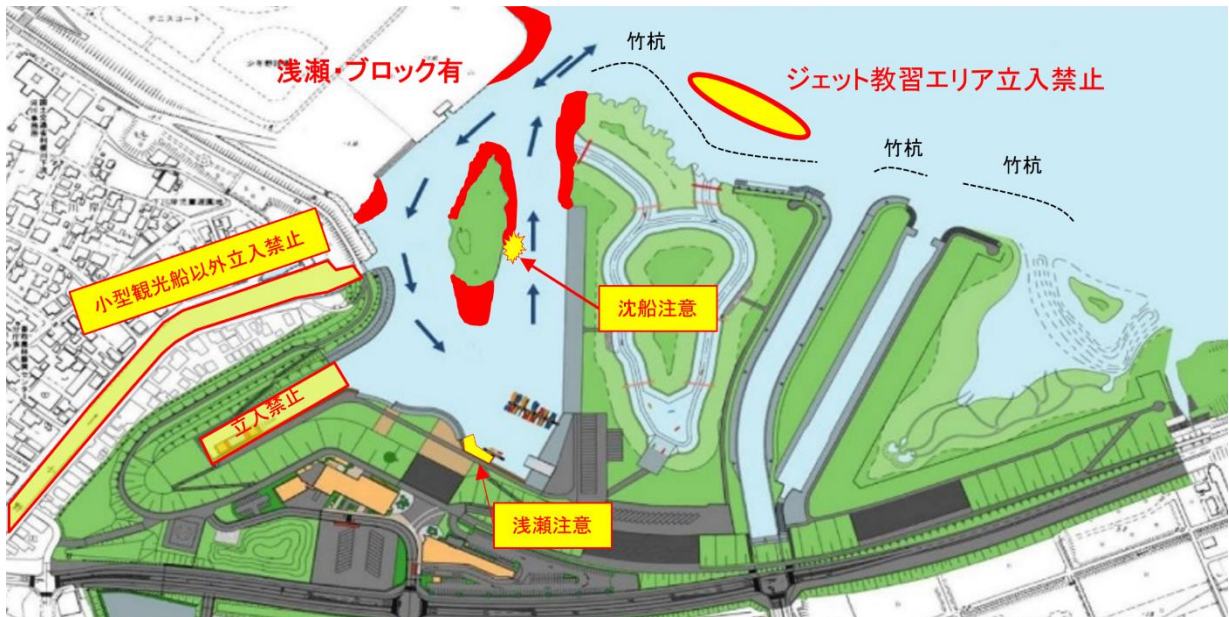 テニスコート
竹杭
浅瀬・ブロック有
ジェット教習エリア立入禁止
竹杭
竹杭
小型観光船以外立入禁止
沈船注意
立入禁止
浅瀬注意